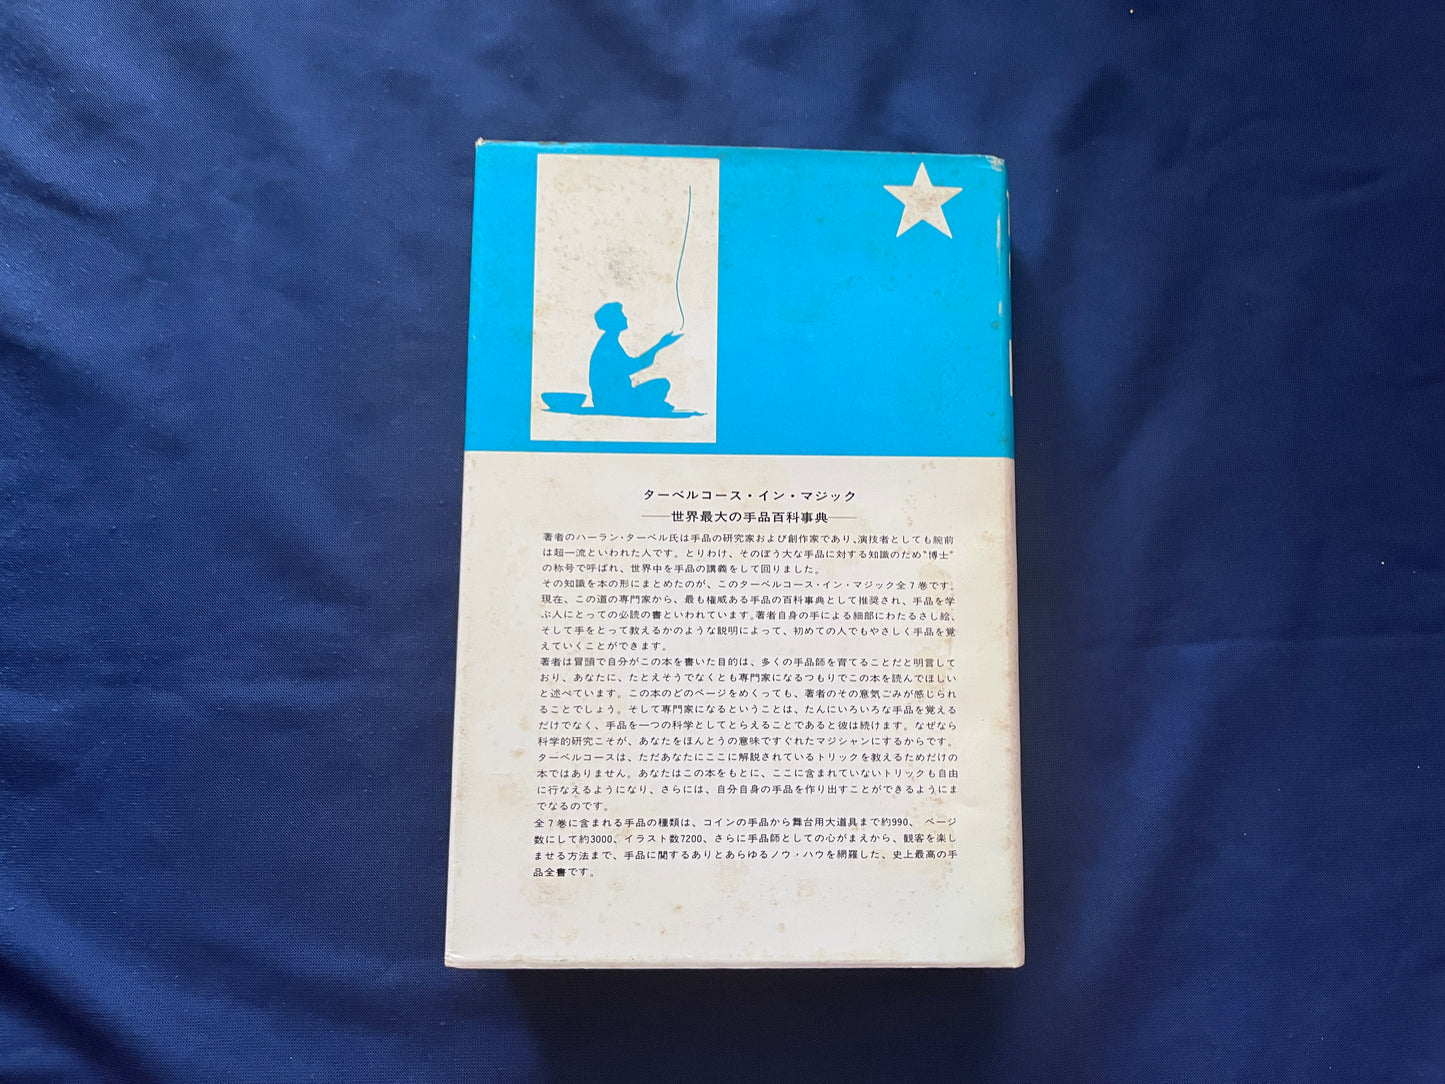 ターベルコース・イン・マジック
——世界最大の手品百科事典——
著者のハーラン・ターベル氏は手品の研究家および創作家であり、演技者としても腕前
は超一流といわれた人です。とりわけ、そのぼう大な手品に対する知識のため“博士”
の称号で呼ばれ、世界中を手品の講義をして回りました。
その知識を本の形にまとめたのが、このターベルコース・イン・マジック全7巻です。
現在、この道の専門家から、最も権威ある手品の百科事典として推奨され、手品を学
ぶ人にとっての必読の書といわれています。著者自身の手による細部にわたるさし絵、
そして手をとって教えるかのような説明によって、初めての人でもやさしく手品を覚
えていくことができます。
著者は冒頭で自分がこの本を書いた目的は、多くの手品師を育てることだと明言して
おり、あなたに、たとえそうでなくとも専門家になるつもりでこの本を読んでほしい
と述べています。この本のどのページをめくっても、著者のその意気ごみが感じられ
ることでしょう。そして専門家になるということは、たんにいろいろな手品を覚える
だけでなく、手品を一つの科学としてとらえることであると彼は続けます。なぜなら
科学的研究こそが、あなたをほんとうの意味ですぐれたマジシャンにするからです。
ターベルコースは、ただあなたにここに解説されているトリックを教えるためだけの
本ではありません。あなたはこの本をもとに、ここに含まれていないトリックも自由
に行なえるようになり、さらには、自分自身の手品を作り出すことができるようにま
でなるのです。
全7巻に含まれる手品の種類は、コインの手品から舞台用大道具まで約990、 ページ
数にして約3000、イラスト数7200、さらに手品師としての心がまえから、観客を楽し
ませる方法まで、手品に関するありとあらゆるノウ・ハウを網羅した、史上最高の手
品全書です。